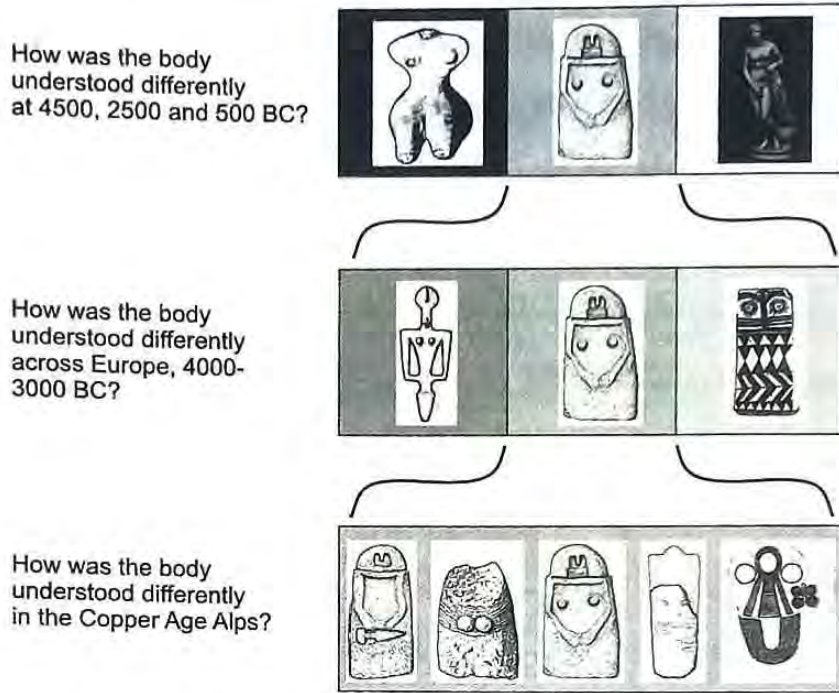 How was the body
understood differently
at 4500, 2500 and 500 BC?
How was the body
understood differently
across Europe, 4000-
3000 BC?
How was the body
understood differently
in the Copper Age Alps?